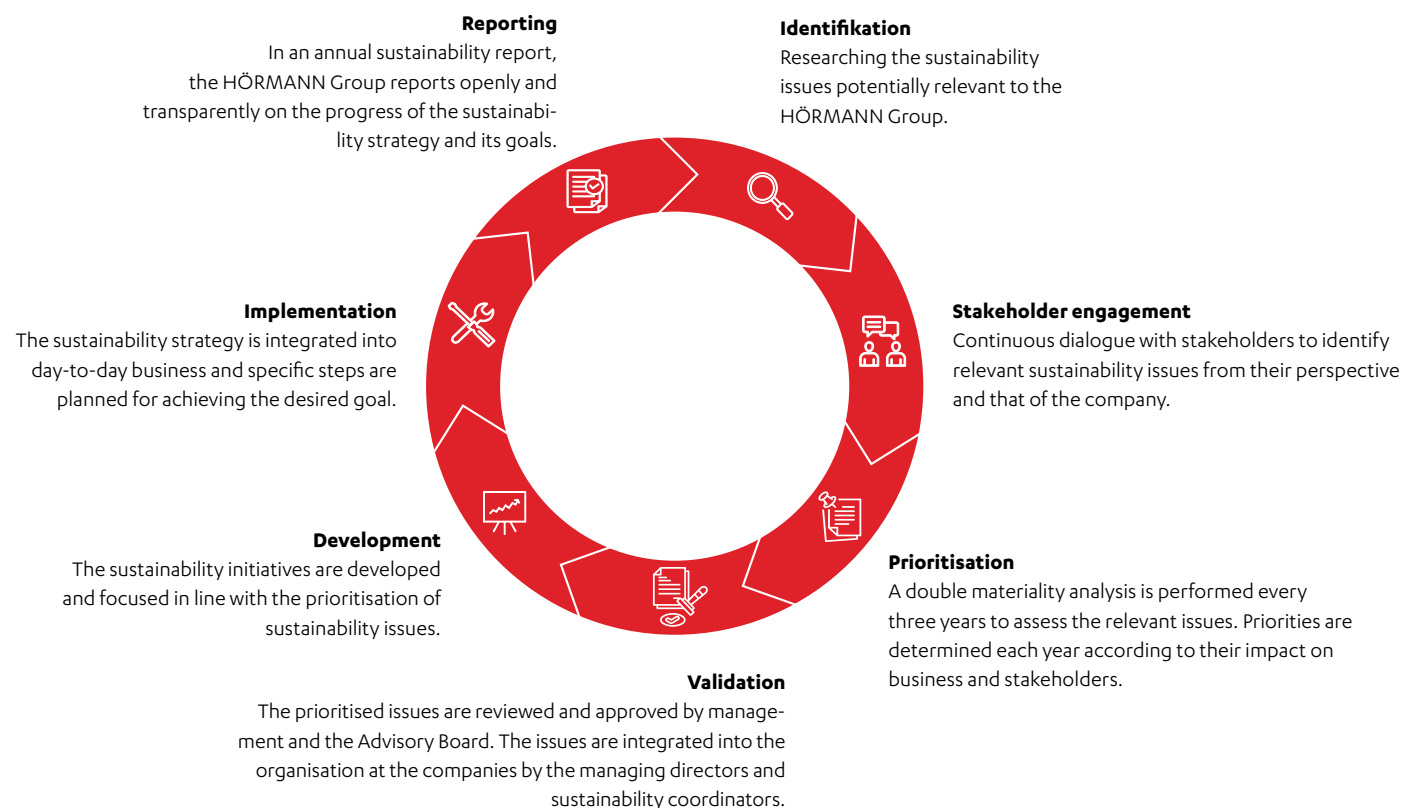 Reporting
In an annual sustainability report,
the HÖRMANN Group reports openly and
transparently on the progress of the sustainabi-
lity strategy and its goals.
Identifikation
Researching the sustainability
issues potentially relevant to the
HÖRMANN Group.
Implementation
The sustainability strategy is integrated into
day-to-day business and specific steps are
planned for achieving the desired goal.
Stakeholder engagement
Continuous dialogue with stakeholders to identify
relevant sustainability issues from their perspective
and that of the company.
Development
The sustainability initiatives are developed
and focused in line with the prioritisation of
sustainability issues.
Prioritisation
A double materiality analysis is performed every
three years to assess the relevant issues. Priorities are
determined each year according to their impact on
business and stakeholders.
Validation
The prioritised issues are reviewed and approved by manage-
ment and the Advisory Board. The issues are integrated into the
organisation at the companies by the managing directors and
sustainability coordinators.